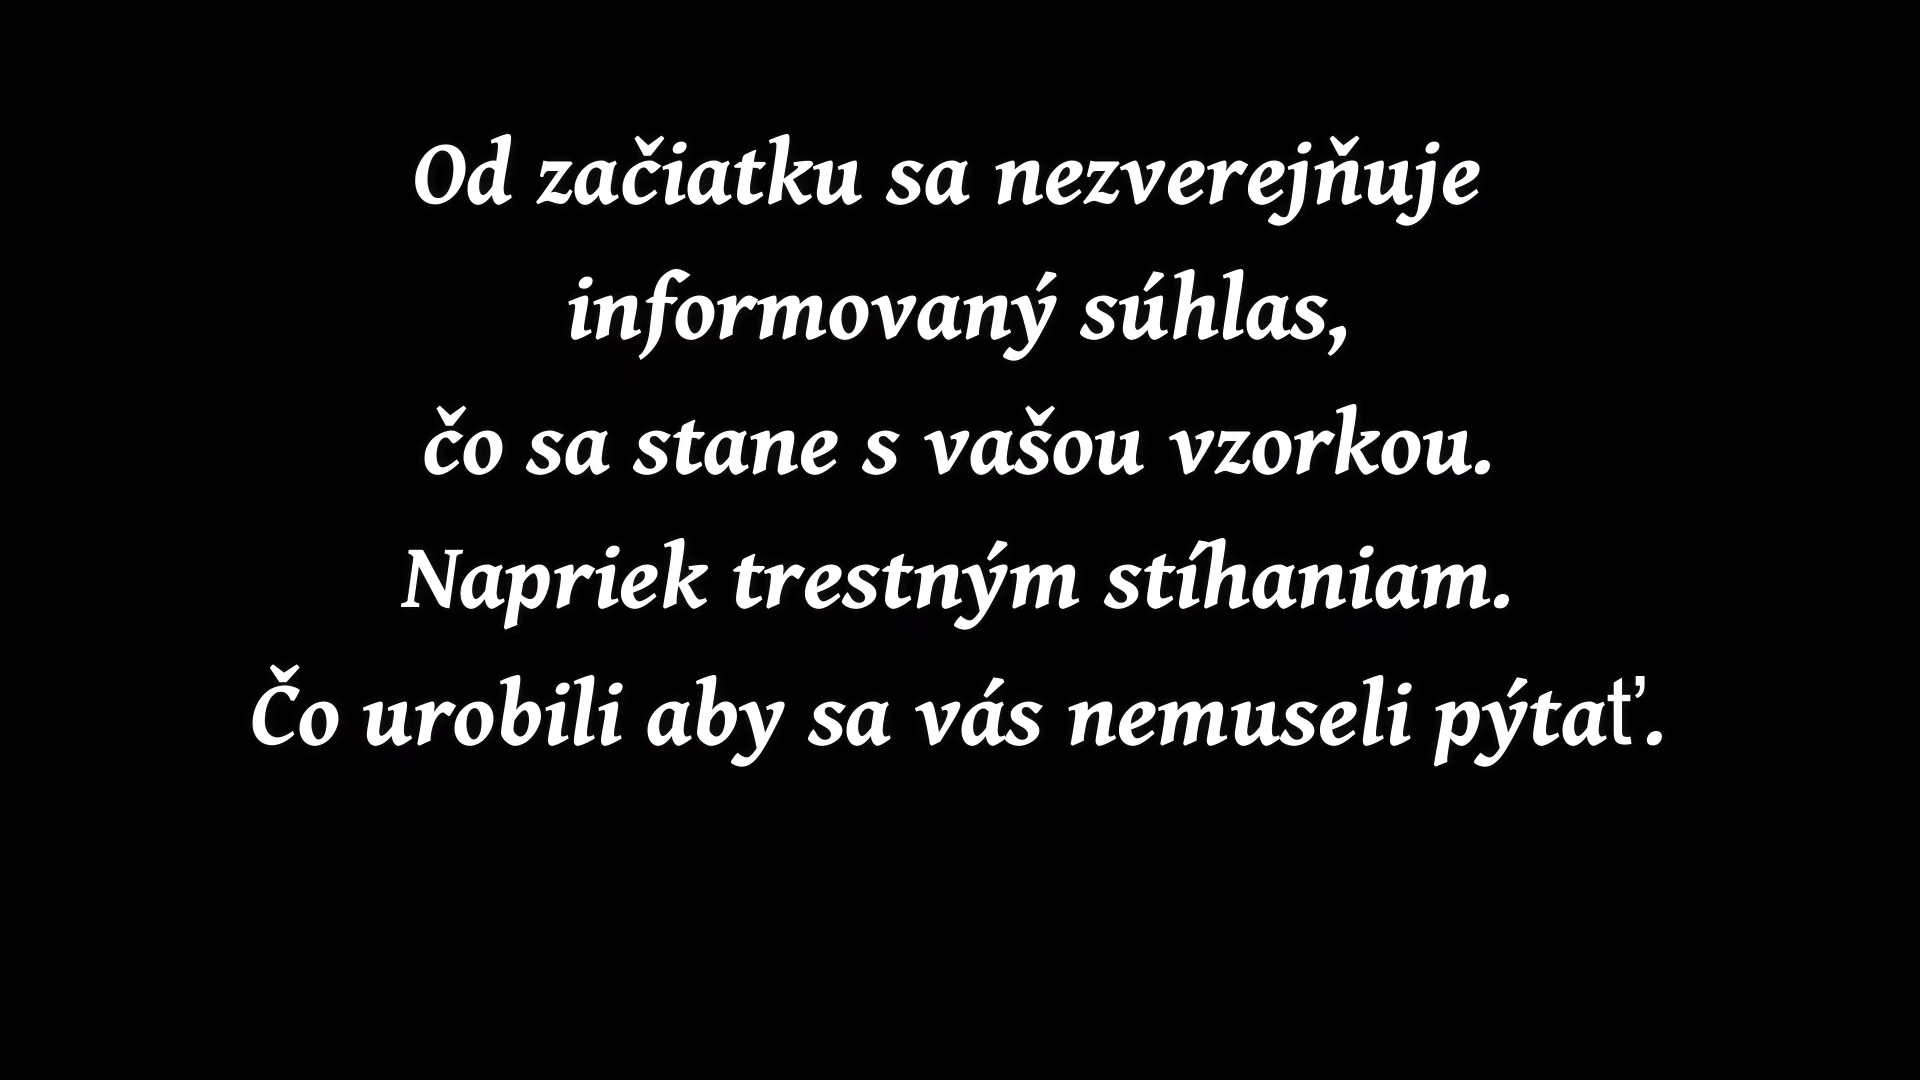 Od začiatku sa nezverejňuje
informovaný súhlas,
čo sa stane s vašou vzorkou.
Napriek trestným stíhaniam.
Čo urobili aby sa vás nemuseli pýtať.